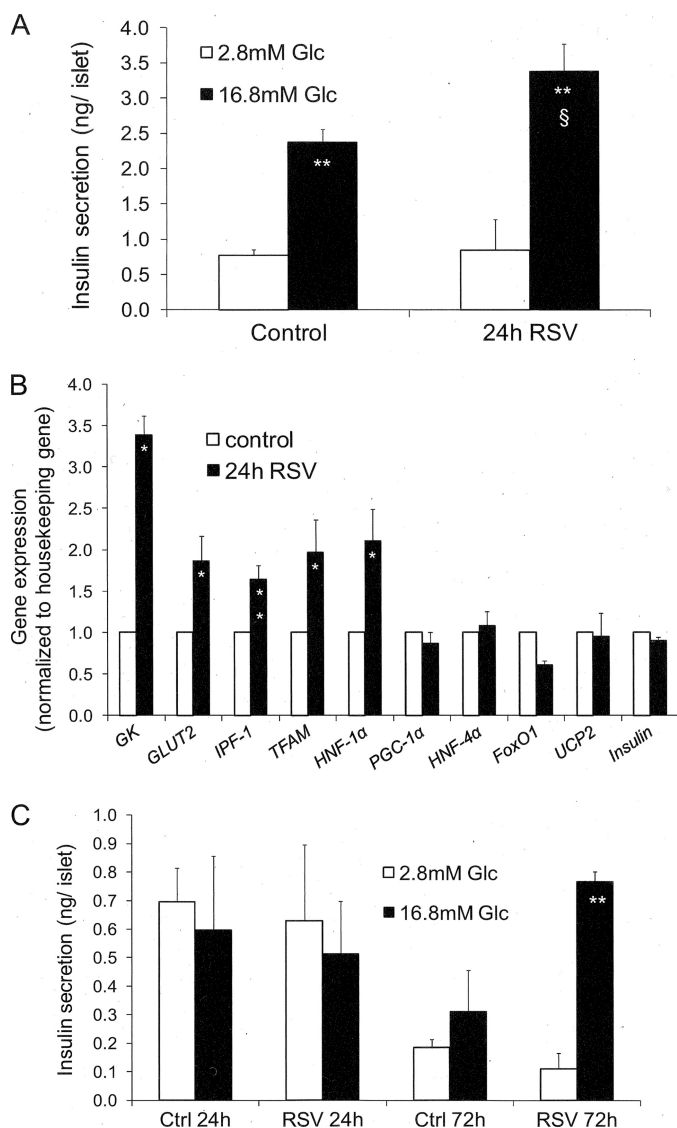 A
Insulin secretion (ng/ islet)
4.0
3.5
3.0
2.5
2.0
1.5
1.0
0.5
0.0
2.8mM Glc
16.8mM Glc
**
**
§
Control
24h RSV
B
Gene expression
(normalized to housekeeping gene)
4.0
3.5
3.0
2.5
2.0
1.5
1.0
0.5
0.0
control
24h RSV
*
*
*
*
*
*
GK
GLUT2
IPF-1
TFAM
HNF-1α
PGC-1α
HNF-4α
FoxO1
UCP2
Insulin
C
Insulin secretion (ng/ islet)
1.0
0.9
0.8
0.7
0.6
0.5
0.4
0.3
0.2
0.1
0.0
2.8mM Glc
16.8mM Glc
**
Ctrl 24h
RSV 24h
Ctrl 72h
RSV 72h